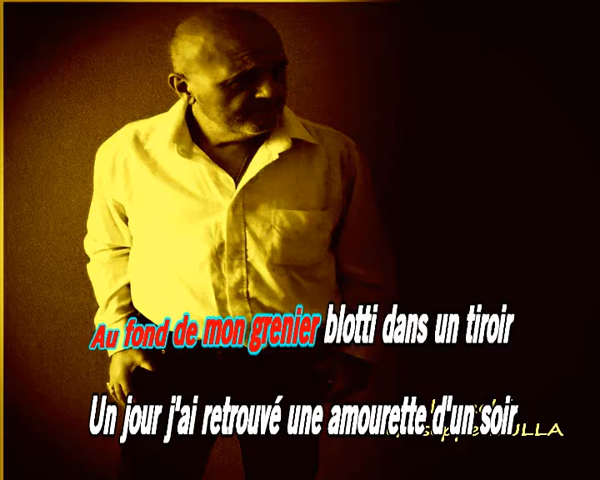 Au fond de mon grenier blotti dans un tiroir
Un jour j'ai retrouvé une amourette d'un soir